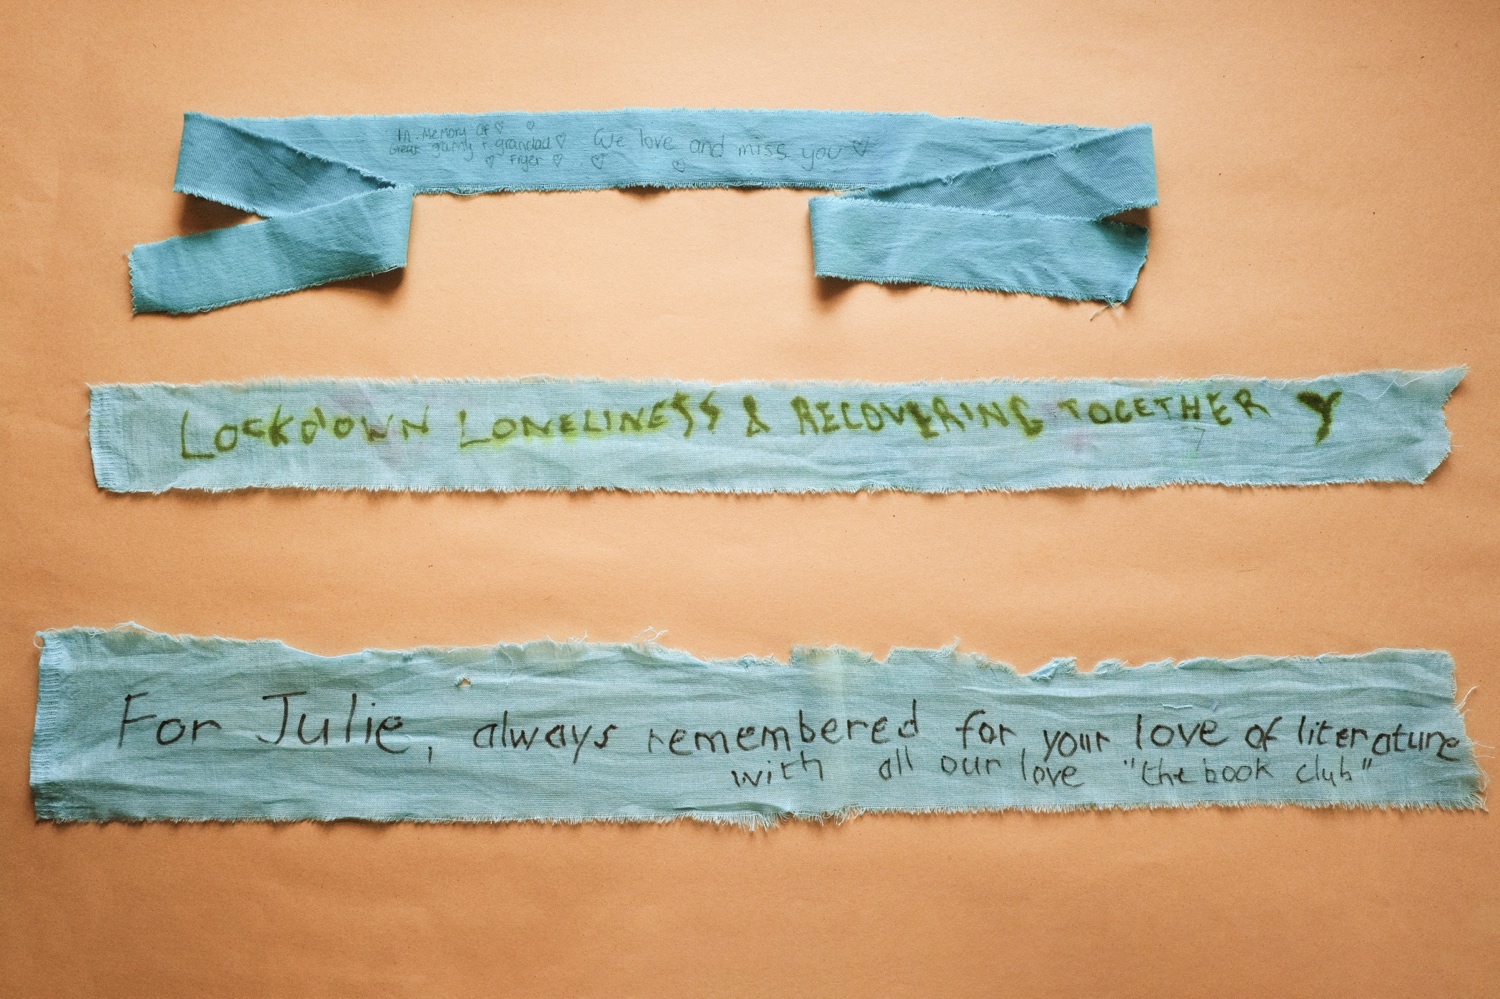 In Memory Of
Great granny + grandad
Fryer
We love and miss you
LOCKDOWN LONELINESS & RECOVERING TOGETHER Y
For Julie, always remembered for your love of literature
with all our love "the book club"